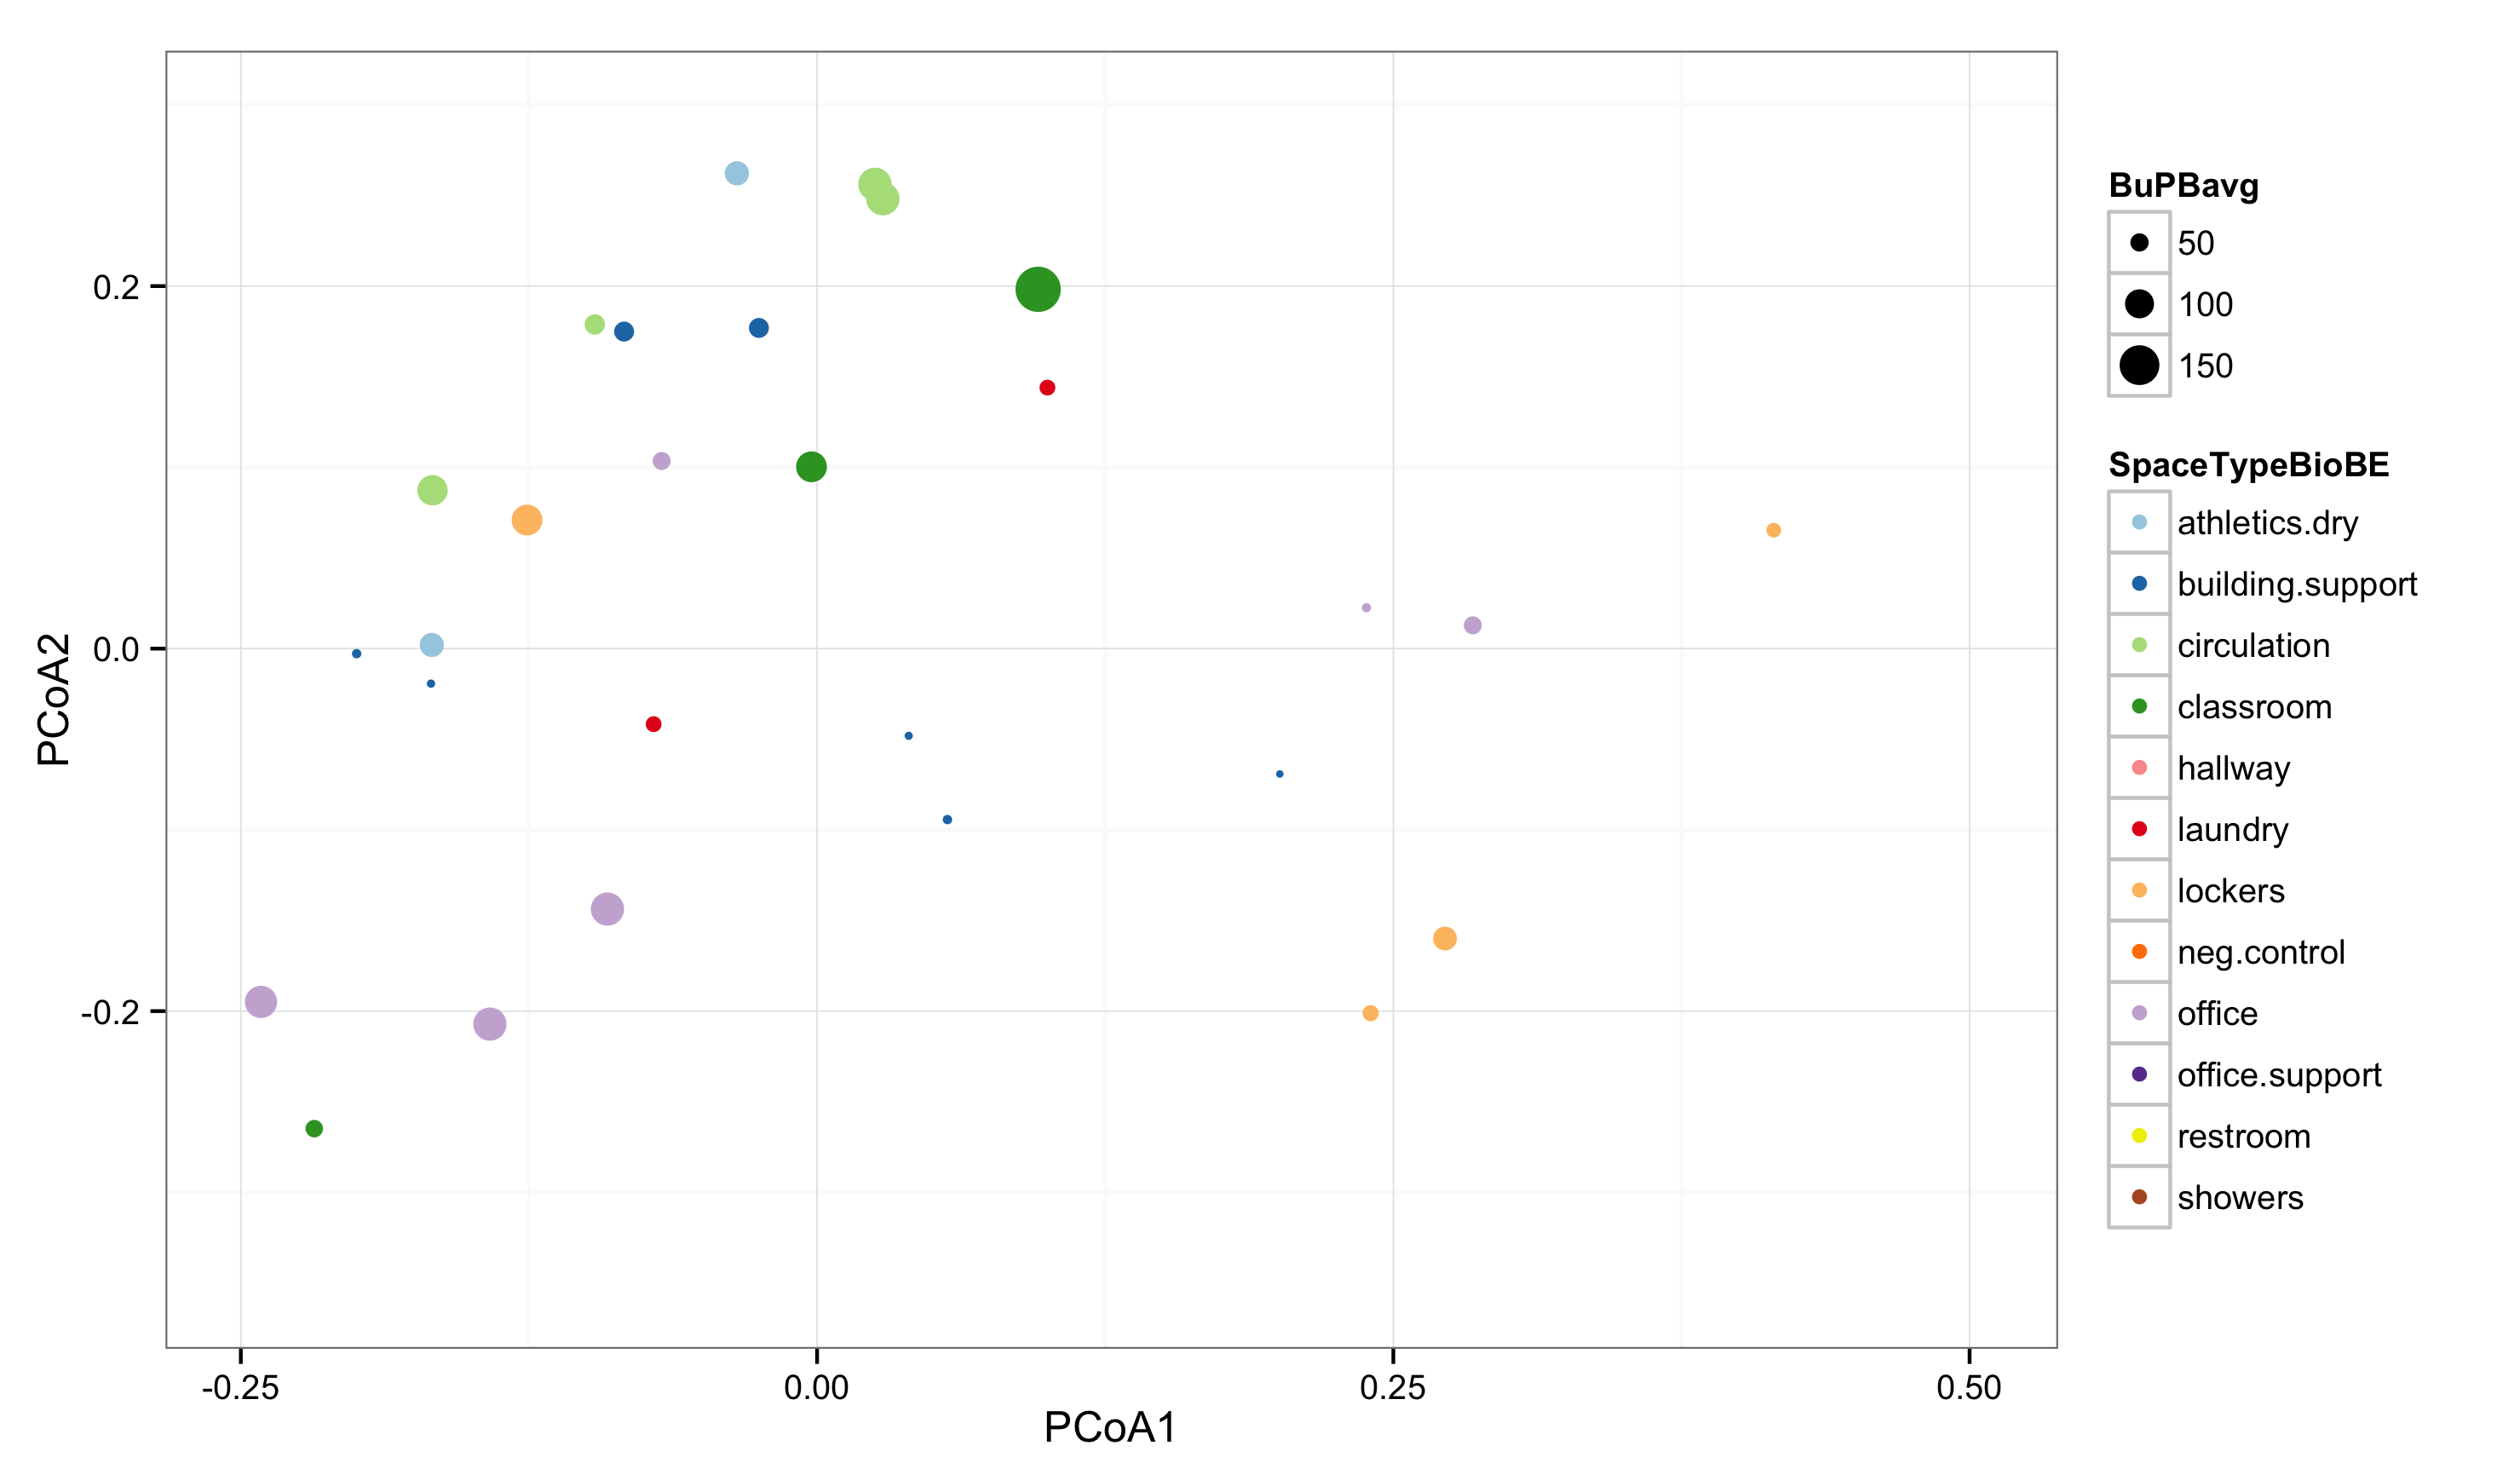 BuPBavg
50
100
150
SpaceTypeBioBE
athletics.dry
building.support
circulation
classroom
hallway
laundry
lockers
neg.control
office
office.support
restroom
showers
PCoA2
0.2
0.0
-0.2
-0.25 0.00 0.25 0.50
PCoA1